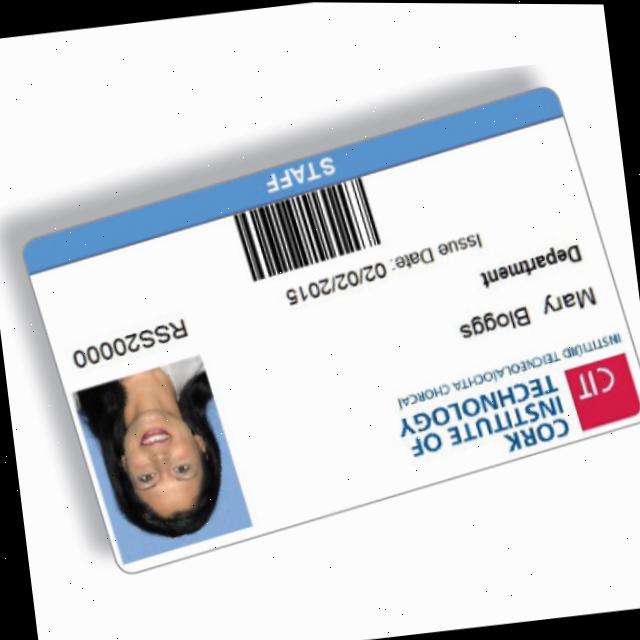 CIT
CORK
INSTITUTE OF
TECHNOLOGY
INSTITIÚID TEICNEOLAÍOCHTA CHORCAÍ
Mary Bloggs
Department
Issue Date: 02/02/2015
RSS20000
STAFF